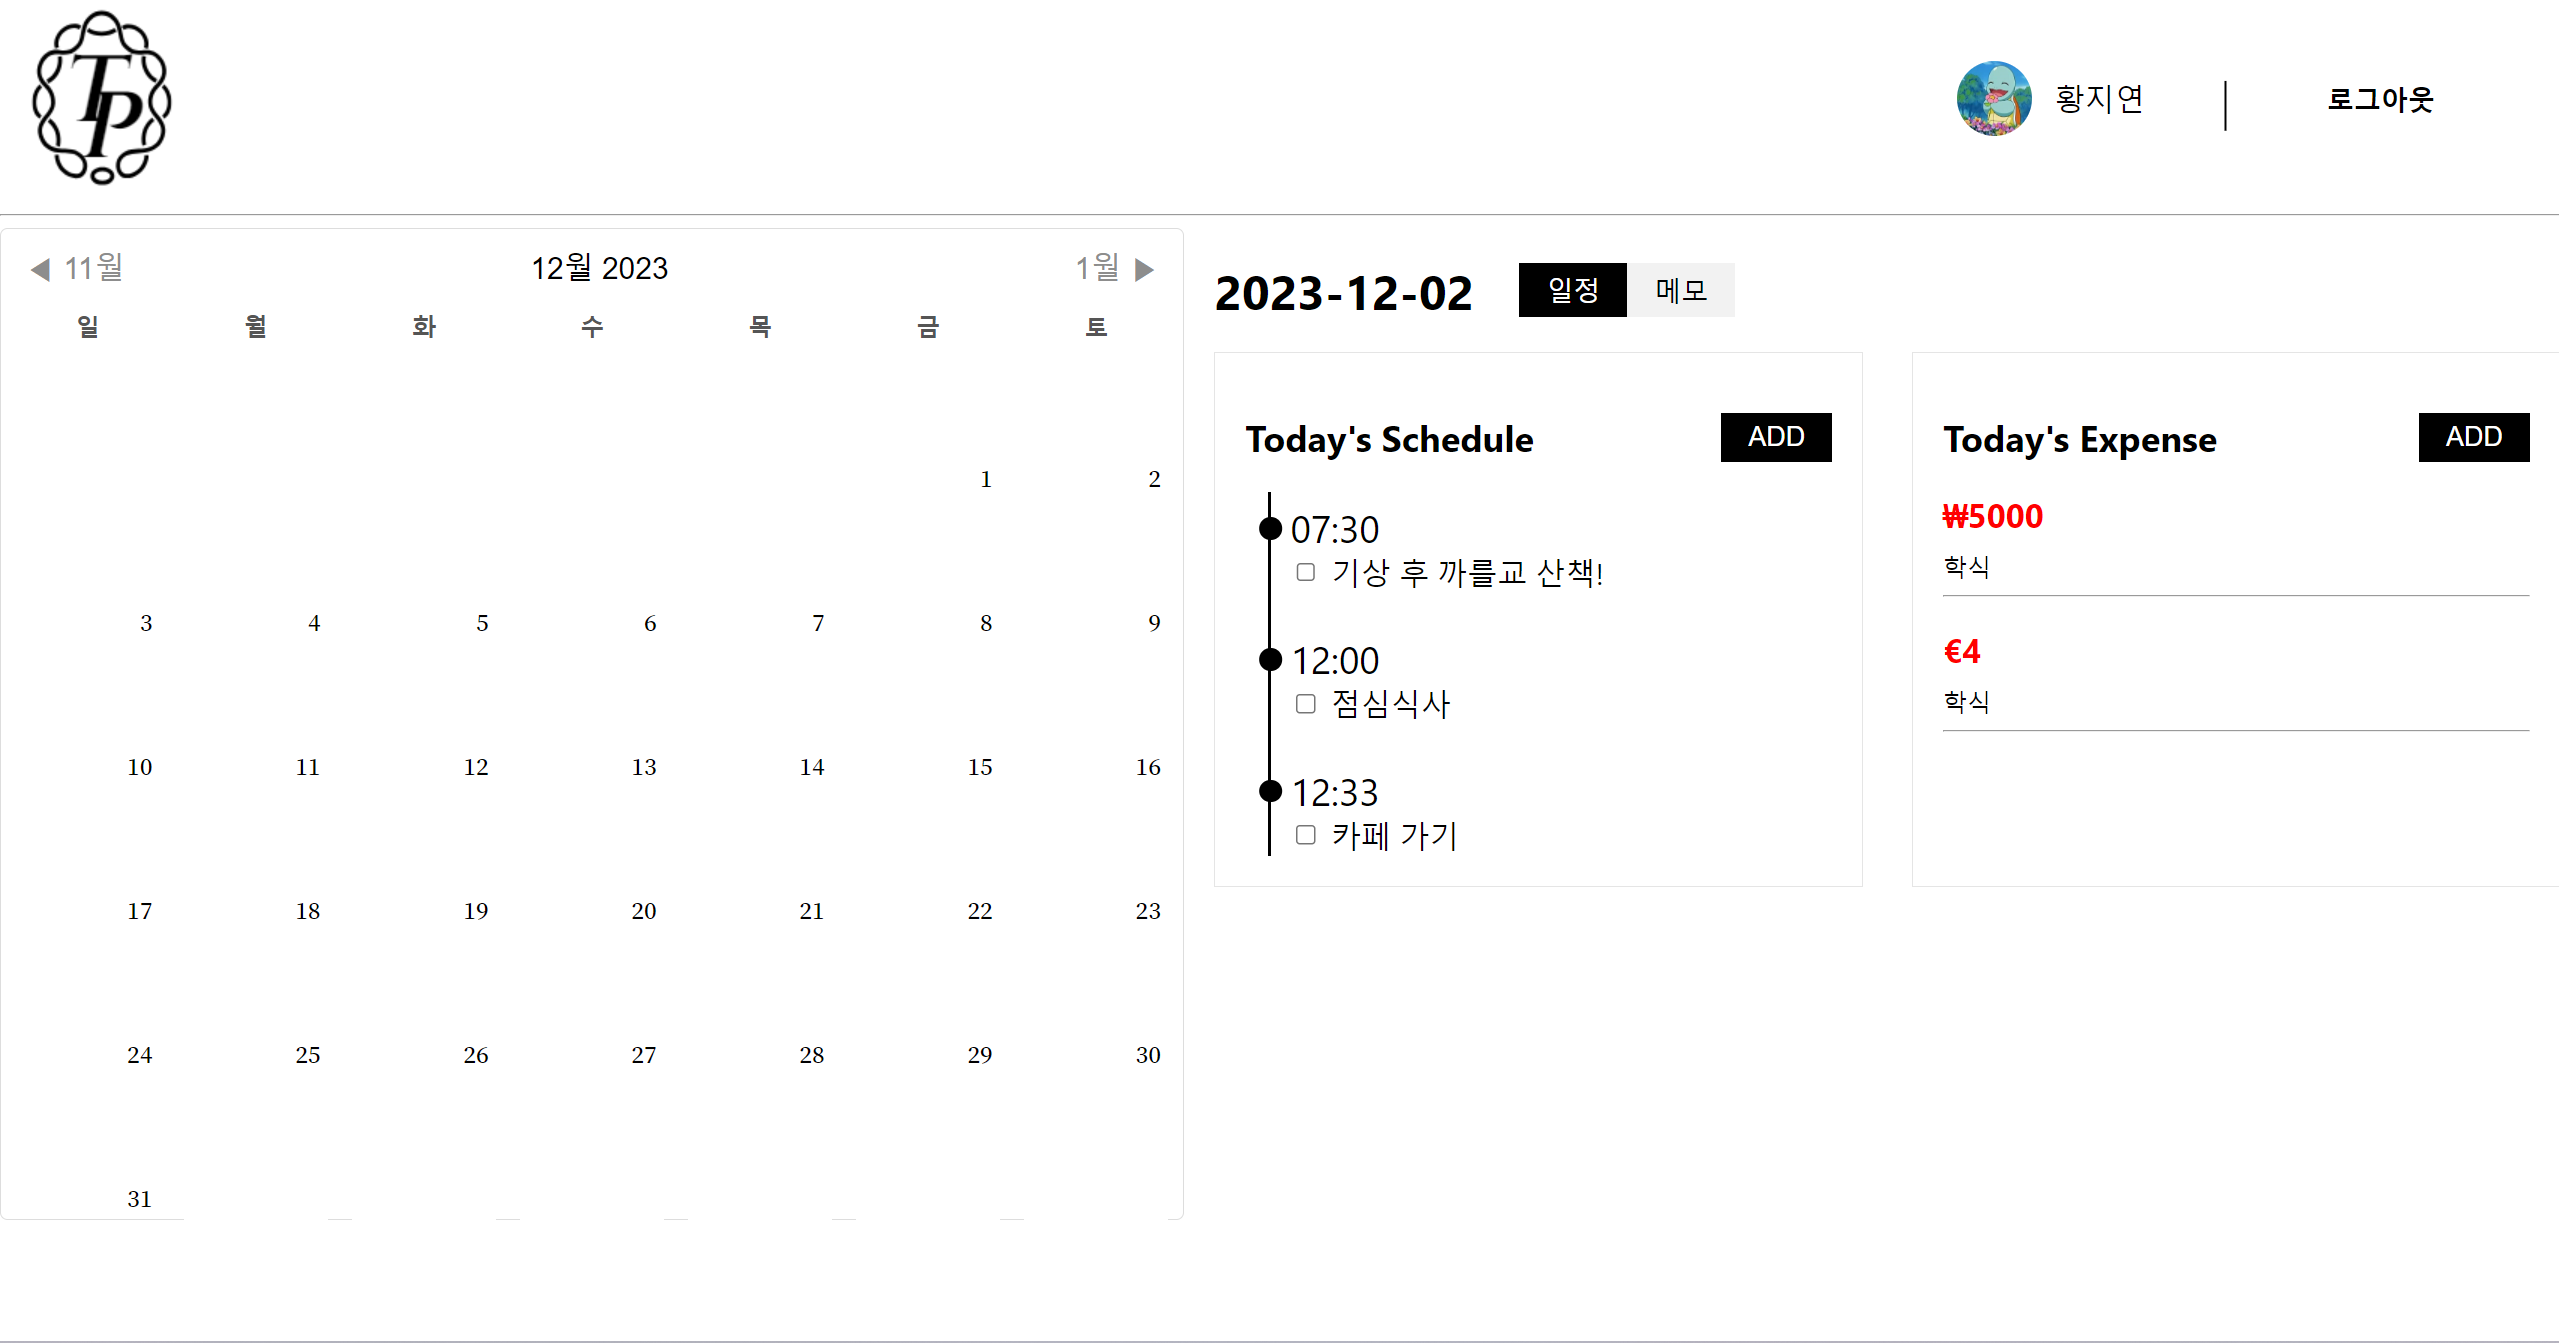 TP
황지연
로그아웃
◀ 11월 12월 2023 1월 ▶
일 월 화 수 목 금 토
1 2
3 4 5 6 7 8 9
10 11 12 13 14 15 16
17 18 19 20 21 22 23
24 25 26 27 28 29 30
31
2023-12-02
일정 메모
Today's Schedule ADD
07:30
기상 후 까를교 산책!
12:00
점심식사
12:33
카페 가기
Today's Expense ADD
₩5000
학식
€4
학식